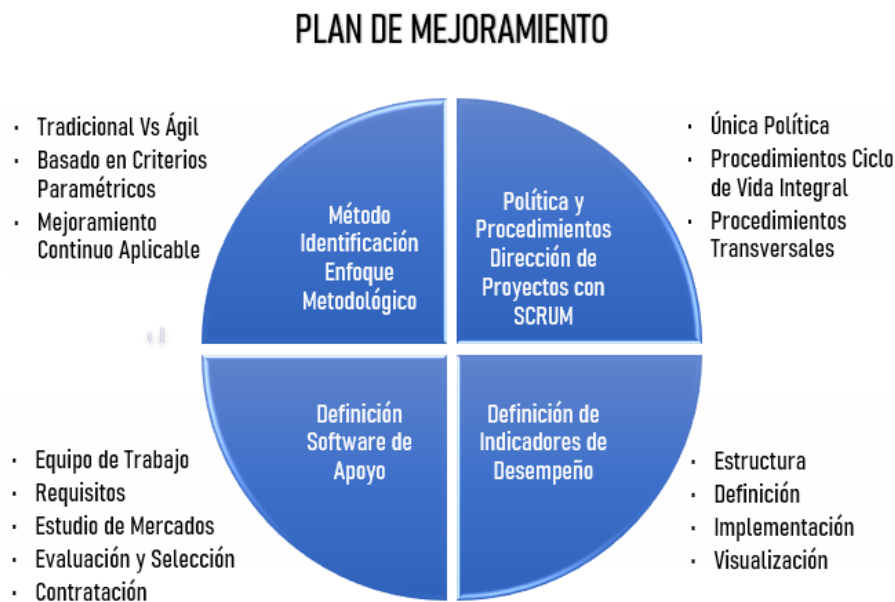 PLAN DE MEJORAMIENTO
· Tradicional Vs Ágil
· Basado en Criterios
Paramétricos
· Mejoramiento
Continuo Aplicable
Método
Identificación
Enfoque
Metodológico
Política y
Procedimientos
Dirección de
Proyectos con
SCRUM
· Única Política
· Procedimientos Ciclo
de Vida Integral
· Procedimientos
Transversales
· Equipo de Trabajo
· Requisitos
· Estudio de Mercados
· Evaluación y Selección
· Contratación
Definición
Software de
Apoyo
Definición de
Indicadores de
Desempeño
· Estructura
· Definición
· Implementación
· Visualización